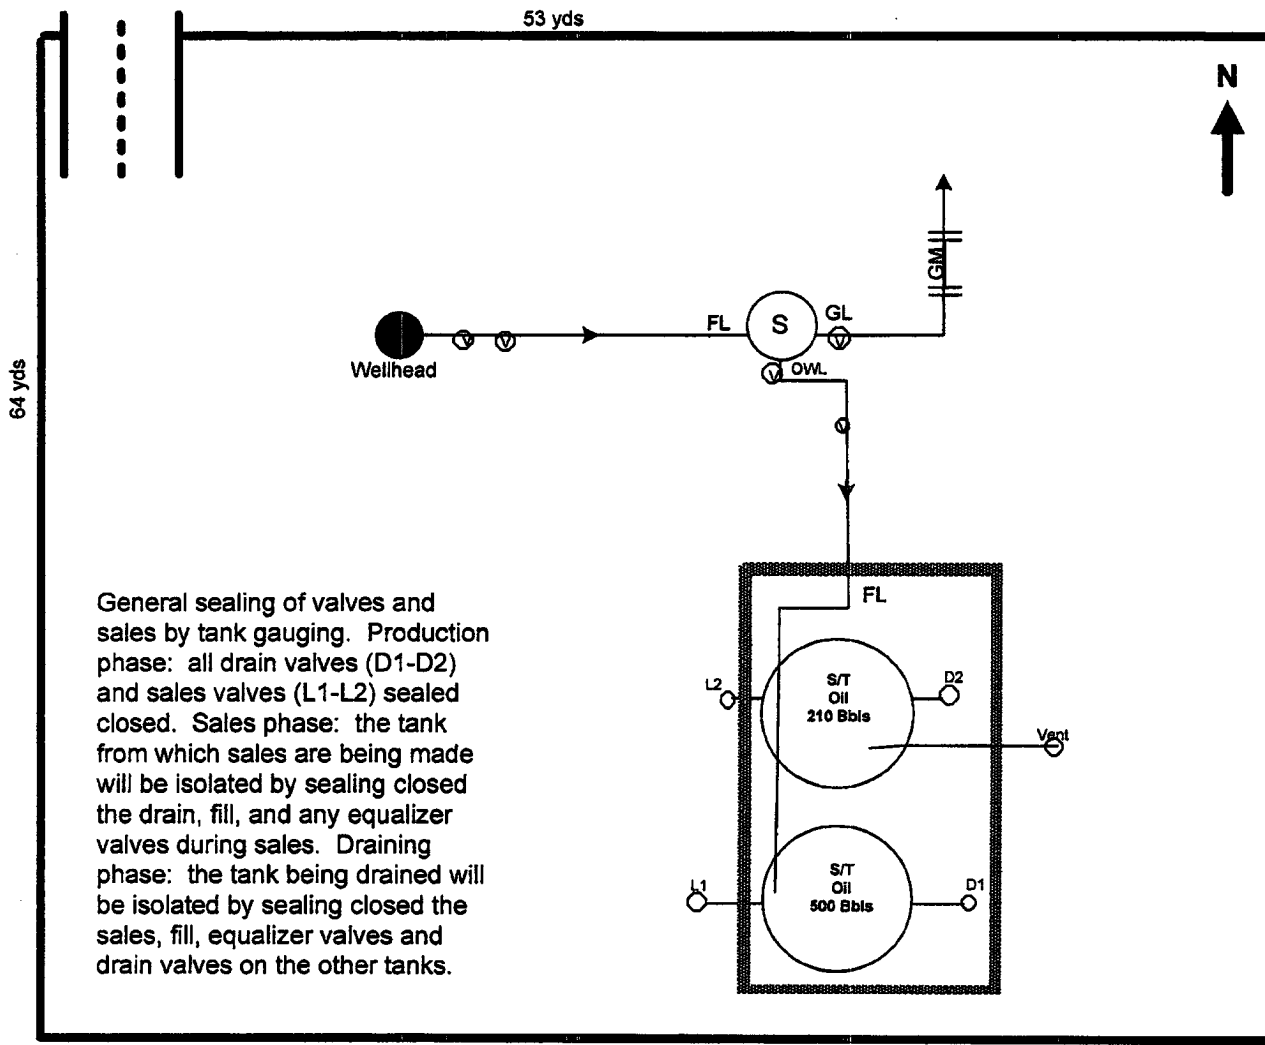 53 yds
N
GM
FL
S
GL
V
V
V
Wellhead
V
OWL
64 yds
V
FL
General sealing of valves and
sales by tank gauging. Production
phase: all drain valves (D1-D2)
and sales valves (L1-L2) sealed
closed. Sales phase: the tank
from which sales are being made
will be isolated by sealing closed
the drain, fill, and any equalizer
valves during sales. Draining
phase: the tank being drained will
be isolated by sealing closed the
sales, fill, equalizer valves and
drain valves on the other tanks.
L2
S/T
Oil
210 Bbls
D2
Vent
L1
S/T
Oil
500 Bbls
D1